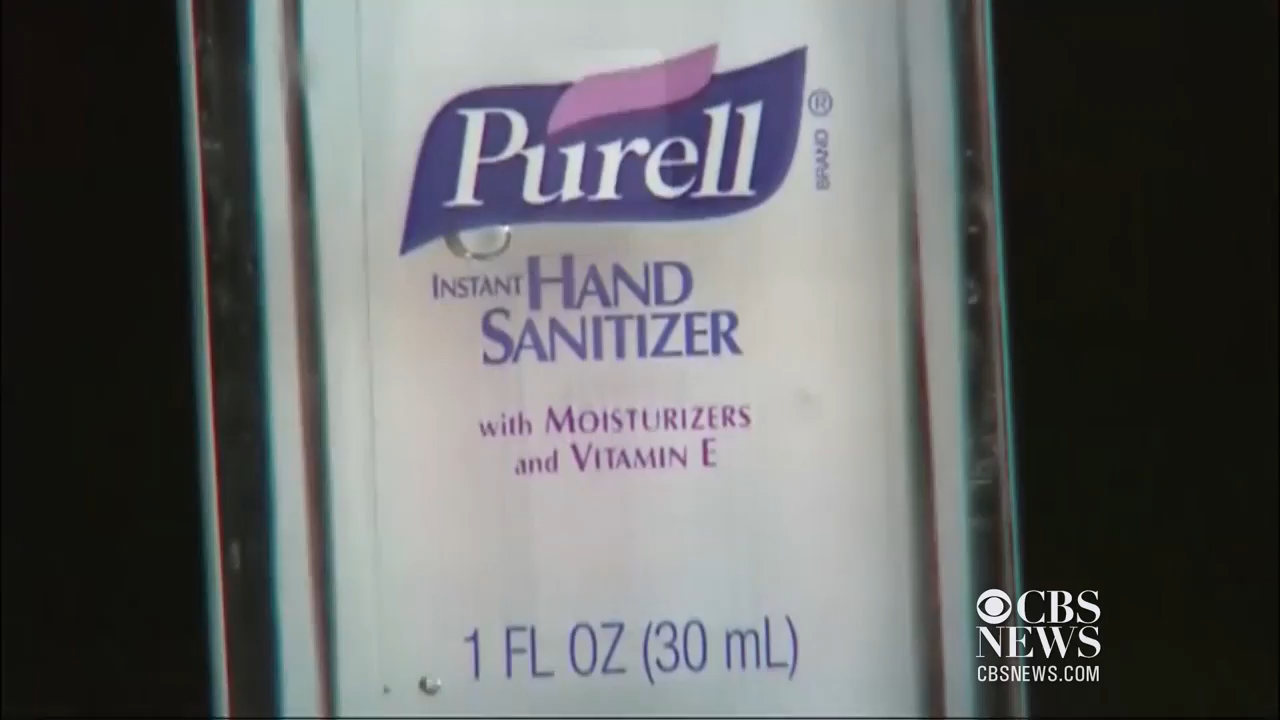 Purell
®
BRAND
INSTANT HAND
SANITIZER
with MOISTURIZERS
and VITAMIN E
1 FL OZ (30 mL)
CBS
NEWS
CBSNEWS.COM